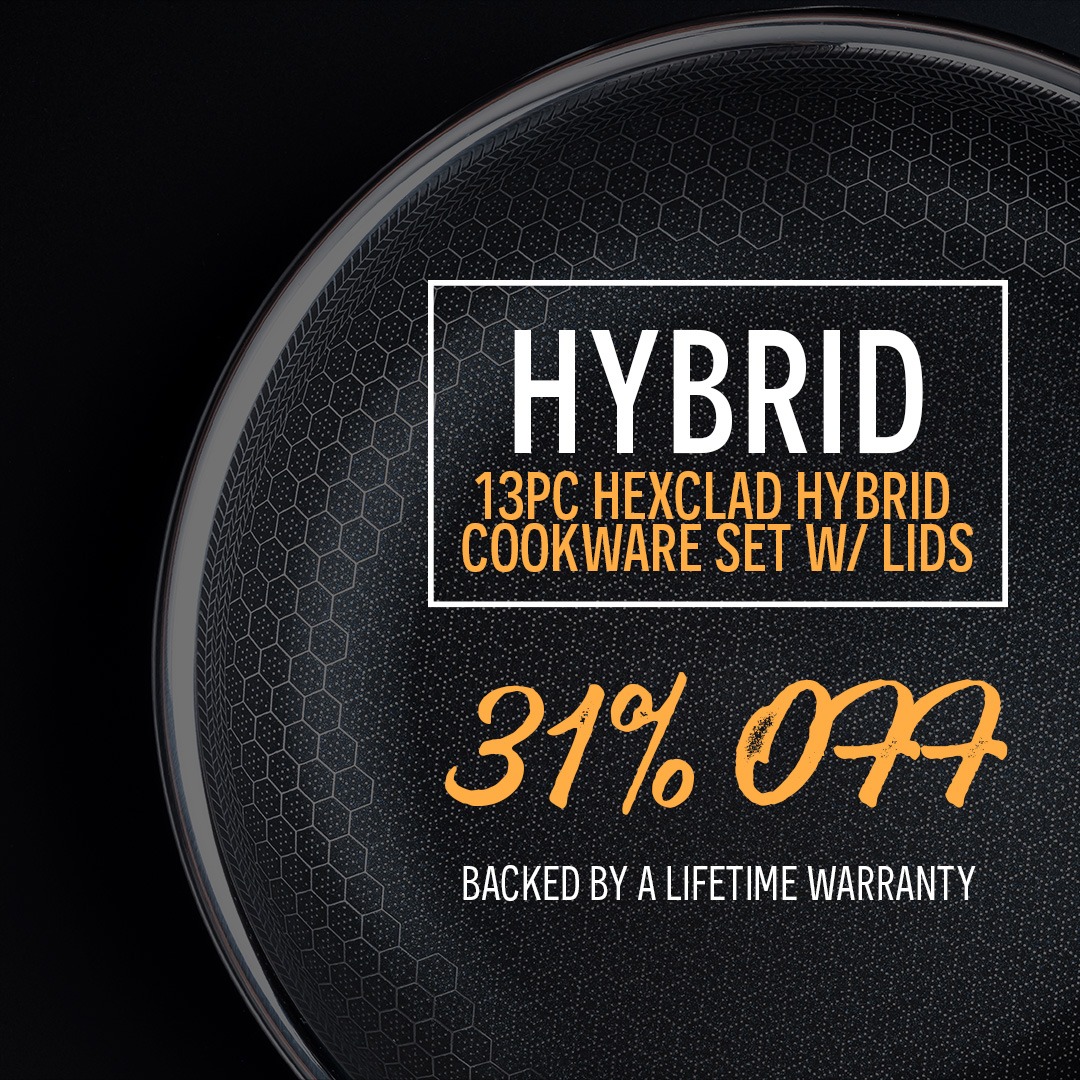 HYBRID
13PC HEXCLAD HYBRID
COOKWARE SET W/ LIDS
31% OFF
BACKED BY A LIFETIME WARRANTY